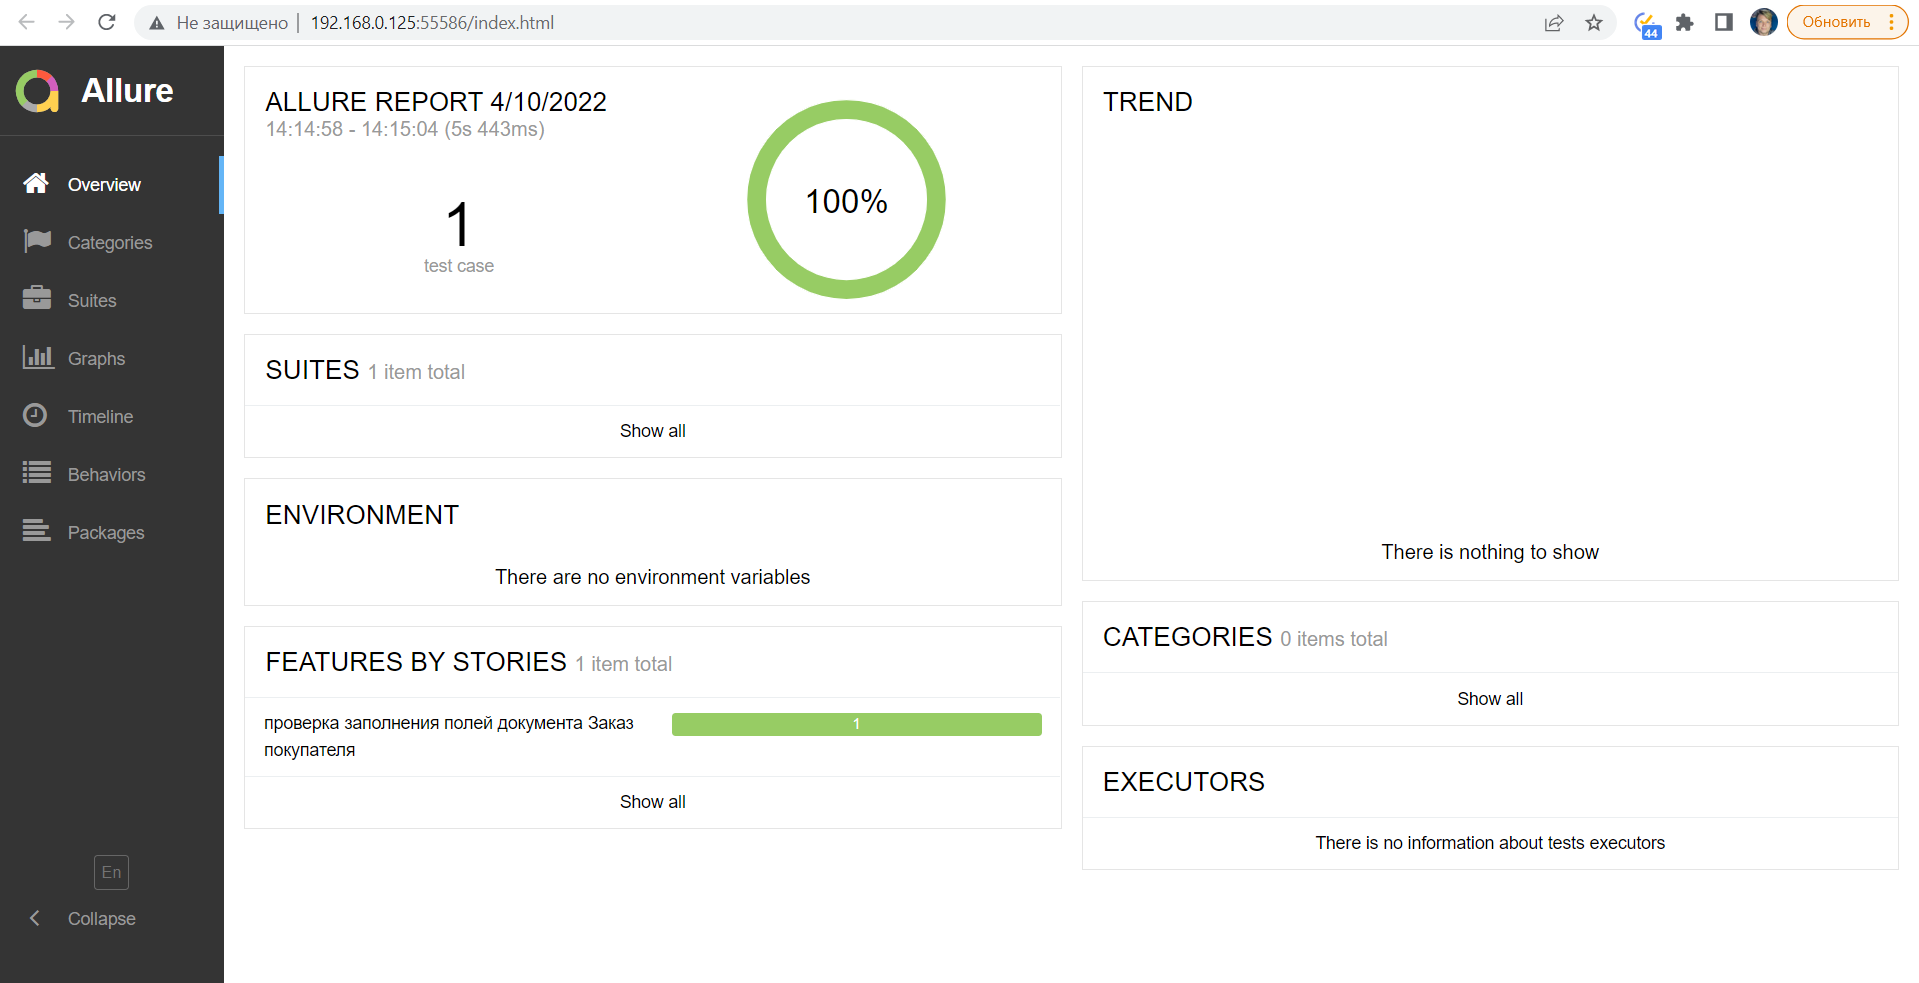 Не защищено | 192.168.0.125:55586/index.html
44
Обновить
Allure
Overview
Categories
Suites
Graphs
Timeline
Behaviors
Packages
En
Collapse
ALLURE REPORT 4/10/2022
14:14:58 - 14:15:04 (5s 443ms)
1
test case
100%
SUITES 1 item total
Show all
ENVIRONMENT
There are no environment variables
FEATURES BY STORIES 1 item total
проверка заполнения полей документа Заказ
покупателя
1
Show all
TREND
There is nothing to show
CATEGORIES 0 items total
Show all
EXECUTORS
There is no information about tests executors